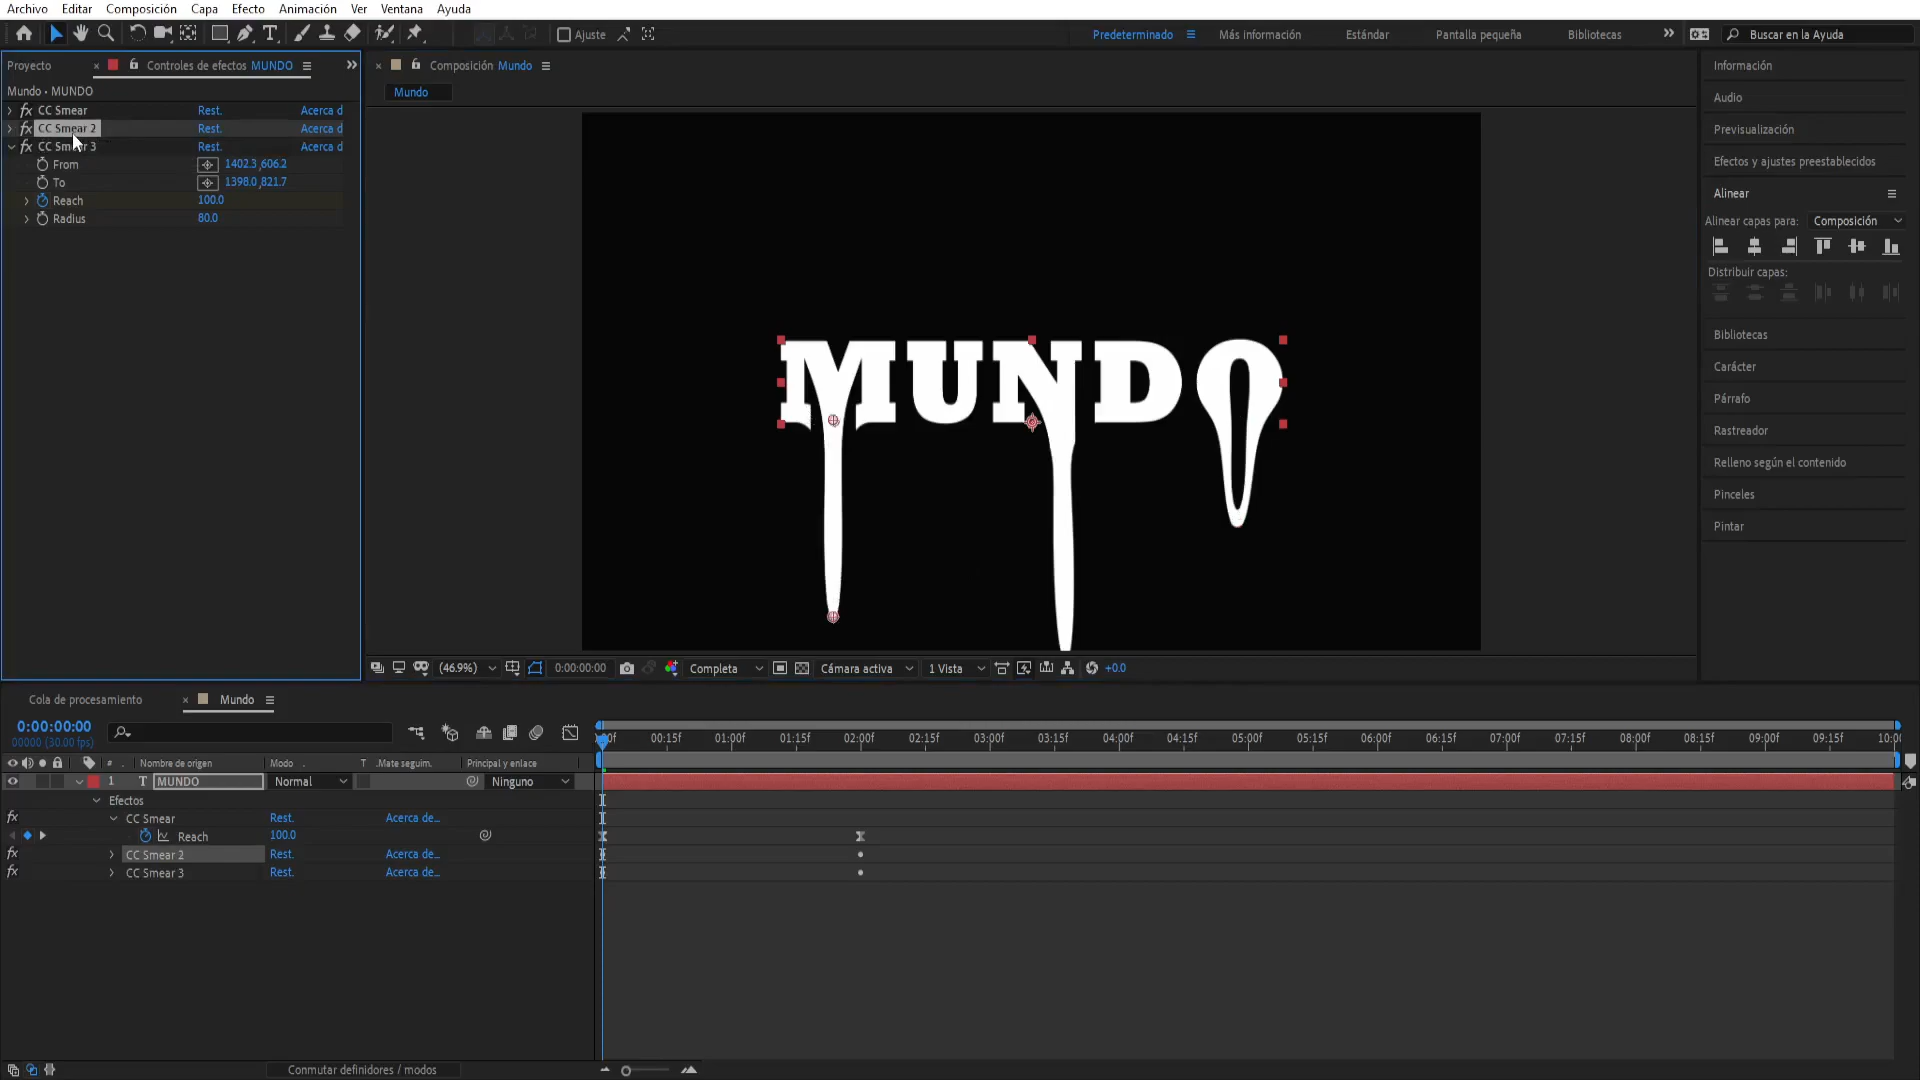 Archivo Editar Composición Capa Efecto Animación Ver Ventana Ayuda
Ajuste Predeterminado Más información Estándar Pantalla pequeña Bibliotecas Buscar en la Ayuda
Proyecto Controles de efectos MUNDO
Composición Mundo
Información
Mundo • MUNDO
Mundo
CC Smear Rest. Acerca d
CC Smear 2 Rest. Acerca d
CC Smear 3 Rest. Acerca d
From 1402.3,606.2
To 1398.0,821.7
Reach 100.0
Radius 80.0
MUNDO
Audio
Previsualización
Efectos y ajustes preestablecidos
Alinear
Alinear capas para: Composición
Distribuir capas:
Bibliotecas
Carácter
Párrafo
Rastreador
Relleno según el contenido
Pinceles
Pintar
(46.9%) 0:00:00:00 Completa Cámara activa 1 Vista +0.0
Cola de procesamiento Mundo
0:00:00:00
00000 (30.00 fps)
00f 00:15f 01:00f 01:15f 02:00f 02:15f 03:00f 03:15f 04:00f 04:15f 05:00f 05:15f 06:00f 06:15f 07:00f 07:15f 08:00f 08:15f 09:00f 09:15f 10:0
# Nombre de origen Modo T .Mate seguim. Principal y enlace
1 T MUNDO Normal Ninguno
Efectos
fx CC Smear Rest. Acerca de...
Reach 100.0
fx CC Smear 2 Rest. Acerca de...
fx CC Smear 3 Rest. Acerca de...
Conmutar definidores / modos